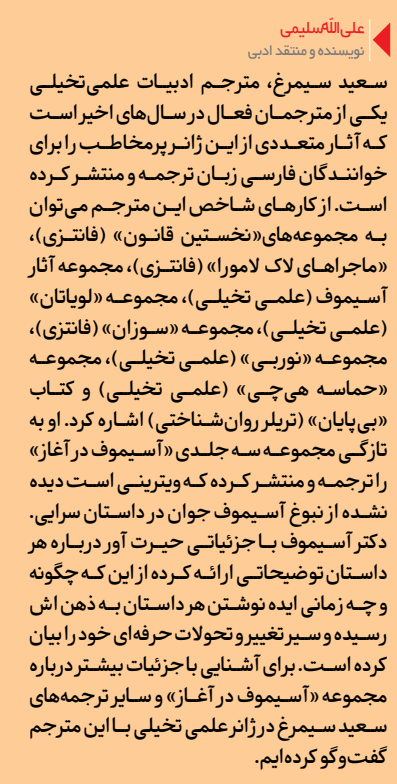 علی‌الله سلیمی
نویسنده و منتقد ادبی
سعید سیمرغ، مترجم ادبیات علمی‌تخیلی
یکی از مترجمان فعال در سال‌های اخیر است
که آثار متعددی از این ژانر پرمخاطب را برای
خوانندگان فارسی زبان ترجمه و منتشر کرده
است. از کارهای شاخص این مترجم می‌توان
به مجموعه‌های «نخستین قانون» (فانتزی)،
«ماجراهای لاک لامورا» (فانتزی)، مجموعه آثار
آسیموف (علمی تخیلی)، مجموعه «لویاتان»
(علمی تخیلی)، مجموعه «سوزان» (فانتزی)،
مجموعه «نوربی» (علمی تخیلی)، مجموعه
«حماسه هی‌چی» (علمی تخیلی) و کتاب
«بی‌پایان» (تریلر روان‌شناختی) اشاره کرد. او به
تازگی مجموعه سه جلدی «آسیموف در آغاز»
را ترجمه و منتشر کرده که ویترینی است دیده
نشده از نبوغ آسیموف جوان در داستان سرایی.
دکتر آسیموف با جزئیاتی حیرت آور درباره هر
داستان توضیحاتی ارائه کرده از این که چگونه
و چه زمانی ایده نوشتن هر داستان به ذهن اش
رسیده و سیر تغییر و تحولات حرفه‌ای خود را بیان
کرده است. برای آشنایی با جزئیات بیشتر درباره
مجموعه «آسیموف در آغاز» و سایر ترجمه‌های
سعید سیمرغ در ژانر علمی تخیلی با این مترجم
گفت‌وگو کرده‌ایم.